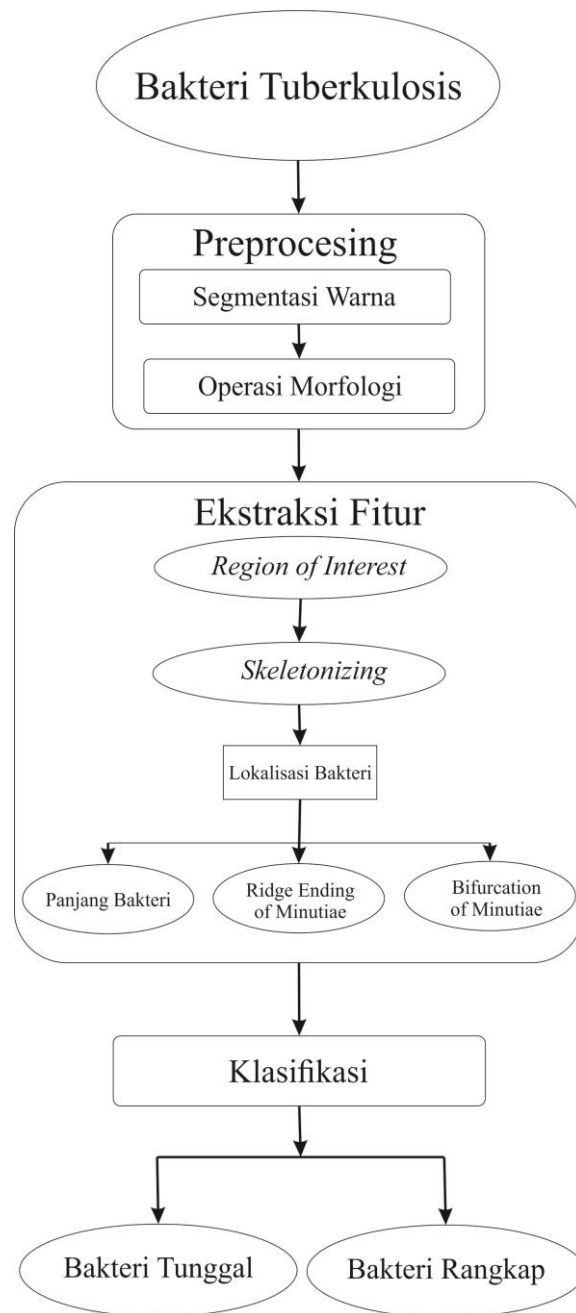 Bakteri Tuberkulosis
Preprocesing
Segmentasi Warna
Operasi Morfologi
Ekstraksi Fitur
Region of Interest
Skeletonizing
Lokalisasi Bakteri
Panjang Bakteri
Ridge Ending
of Minutiae
Bifurcation
of Minutiae
Klasifikasi
Bakteri Tunggal
Bakteri Rangkap